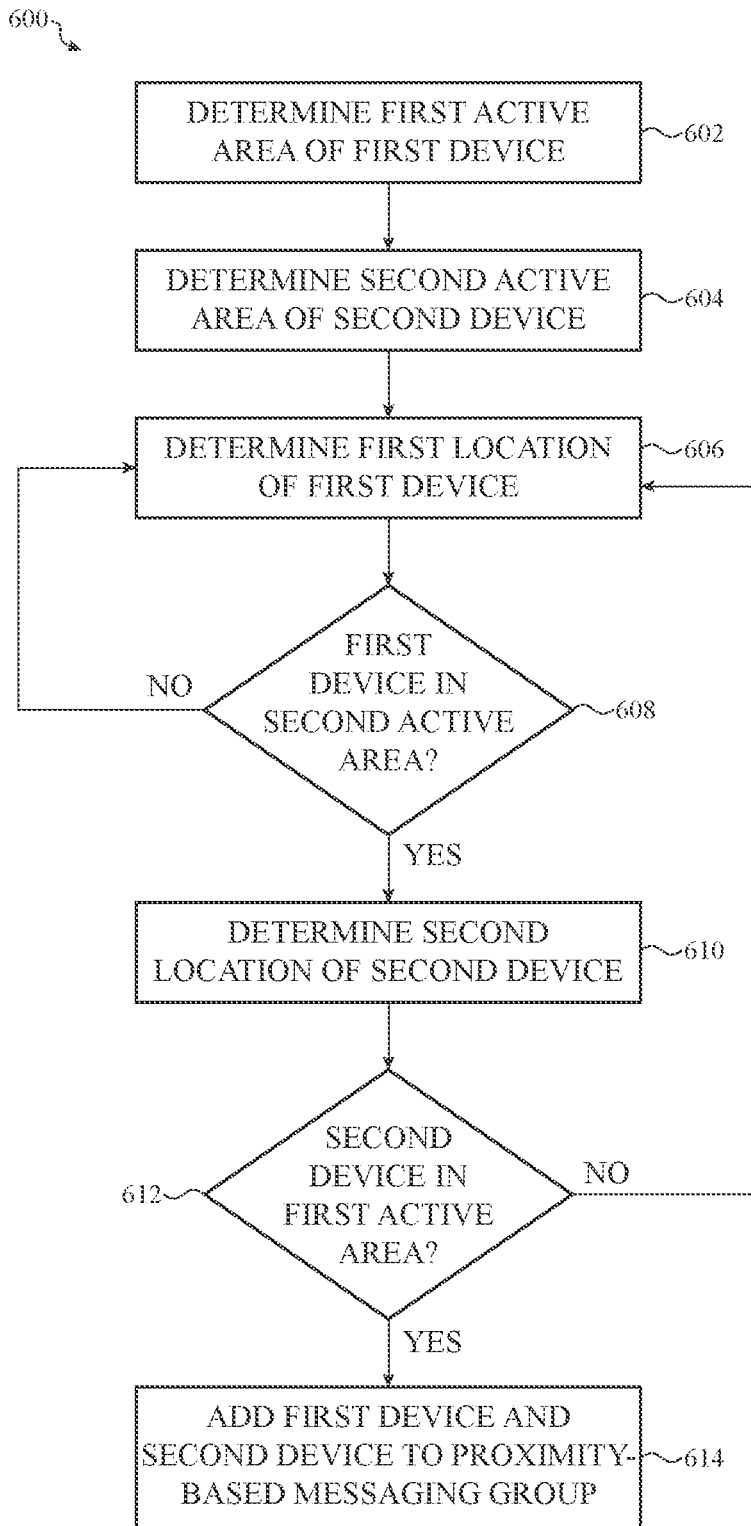 600
DETERMINE FIRST ACTIVE
AREA OF FIRST DEVICE
602
DETERMINE SECOND ACTIVE
AREA OF SECOND DEVICE
604
DETERMINE FIRST LOCATION
OF FIRST DEVICE
606
FIRST
DEVICE IN
SECOND ACTIVE
AREA?
608
NO
YES
DETERMINE SECOND
LOCATION OF SECOND DEVICE
610
SECOND
DEVICE IN
FIRST ACTIVE
AREA?
612
NO
YES
ADD FIRST DEVICE AND
SECOND DEVICE TO PROXIMITY-
BASED MESSAGING GROUP
614